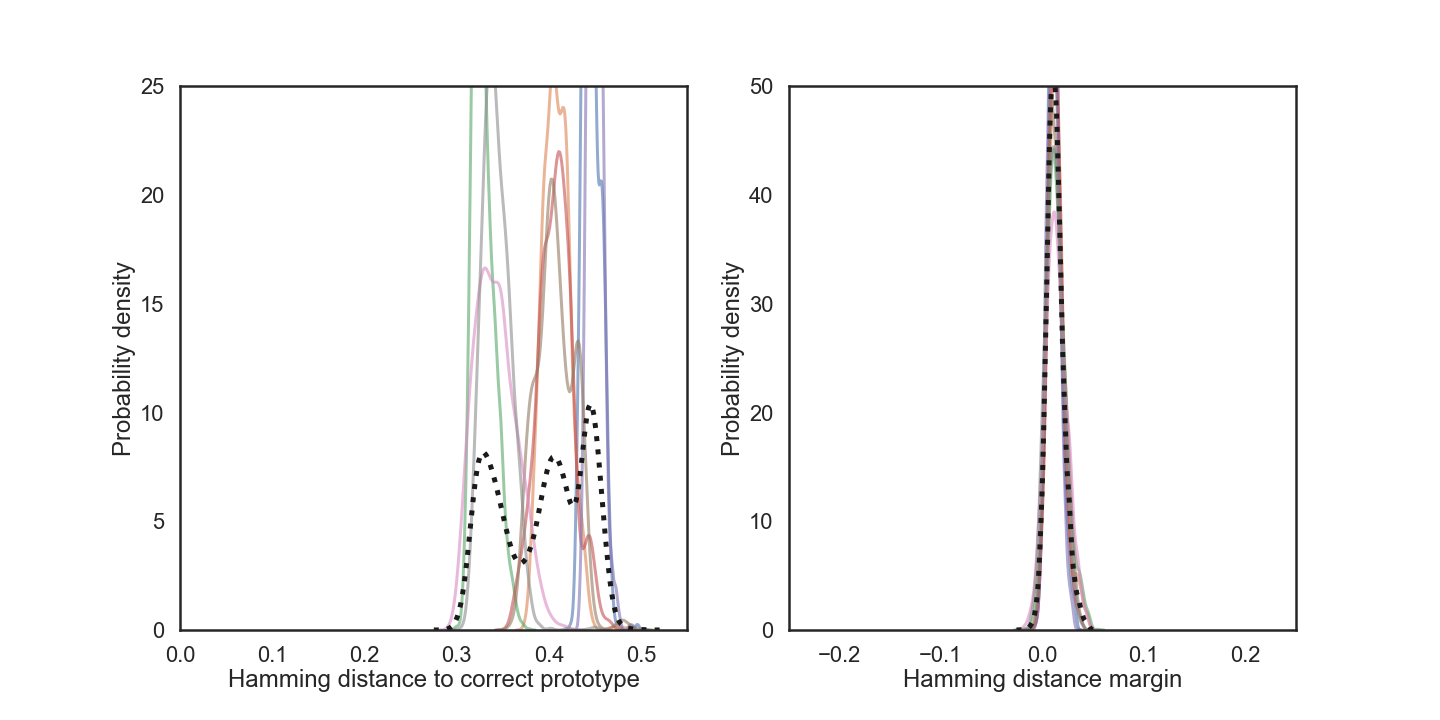 25
20
15
10
5
0
Probability density
0.0 0.1 0.2 0.3 0.4 0.5
Hamming distance to correct prototype
50
40
30
20
10
0
Probability density
−0.2 −0.1 0.0 0.1 0.2
Hamming distance margin